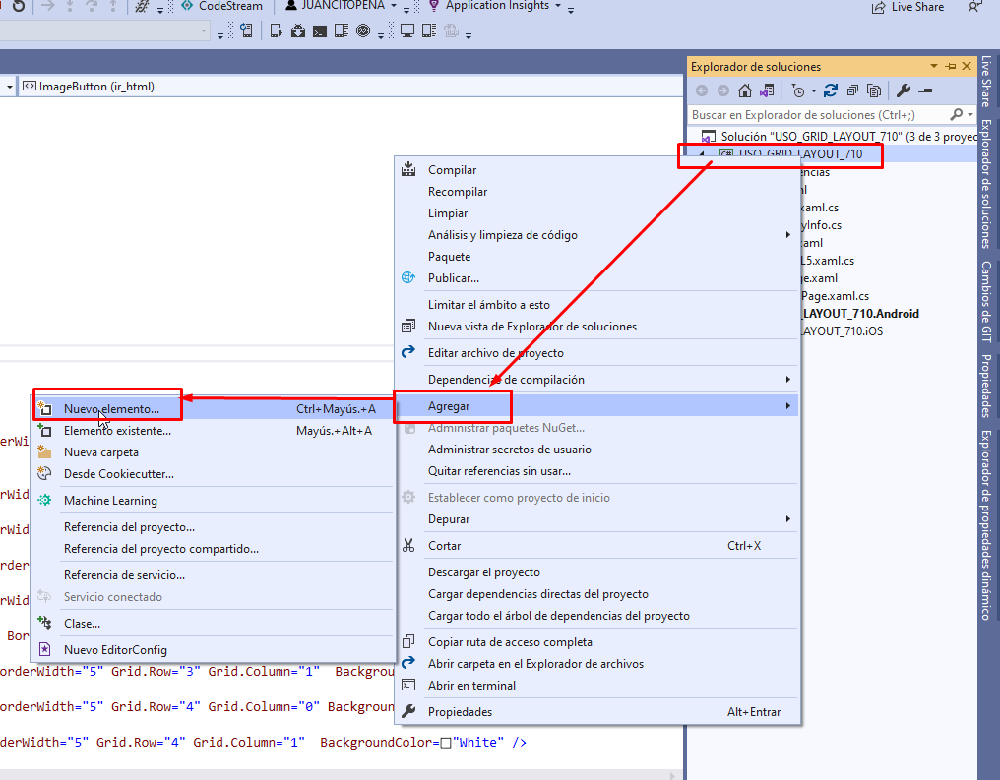 CodeStream
JUANCITOPENA
Application Insights
Live Share
ImageButton (ir_html)
Explorador de soluciones
Buscar en Explorador de soluciones (Ctrl+;)
Solución "USO_GRID_LAYOUT_710" (3 de 3 proyec
USO_GRID_LAYOUT_710
encias
ml
xaml.cs
yInfo.cs
aml
L5.xaml.cs
ge.xaml
Page.xaml.cs
_LAYOUT_710.Android
LAYOUT_710.iOS
Live Share
Explorador de soluciones
Cambios de GIT
Propiedades
Explorador de propiedades dinámico
Compilar
Recompilar
Limpiar
Análisis y limpieza de código
Paquete
Publicar...
Limitar el ámbito a esto
Nueva vista de Explorador de soluciones
Editar archivo de proyecto
Dependencias de compilación
Agregar
Administrar paquetes NuGet...
Administrar secretos de usuario
Quitar referencias sin usar...
Establecer como proyecto de inicio
Depurar
Cortar Ctrl+X
Descargar el proyecto
Cargar dependencias directas del proyecto
Cargar todo el árbol de dependencias del proyecto
Copiar ruta de acceso completa
Abrir carpeta en el Explorador de archivos
Abrir en terminal
Propiedades Alt+Entrar
Nuevo elemento... Ctrl+Mayús.+A
Elemento existente... Mayús.+Alt+A
Nueva carpeta
Desde Cookiecutter...
Machine Learning
Referencia del proyecto...
Referencia del proyecto compartido...
Referencia de servicio...
Servicio conectado
Clase...
Nuevo EditorConfig
erWi
rWid
rWid
rder
rWid
Bor
orderWidth="5" Grid.Row="3" Grid.Column="1" Backgrou
orderWidth="5" Grid.Row="4" Grid.Column="0" Backgroun
derWidth="5" Grid.Row="4" Grid.Column="1" BackgroundColor="White" />